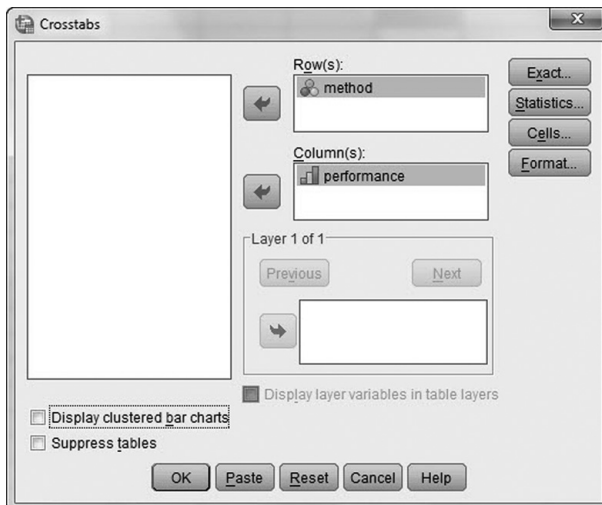 Crosstabs
Row(s):
method
Exact...
Statistics...
Cells...
Format...
Column(s):
performance
Layer 1 of 1
Previous
Next
Display layer variables in table layers
Display clustered bar charts
Suppress tables
OK
Paste
Reset
Cancel
Help